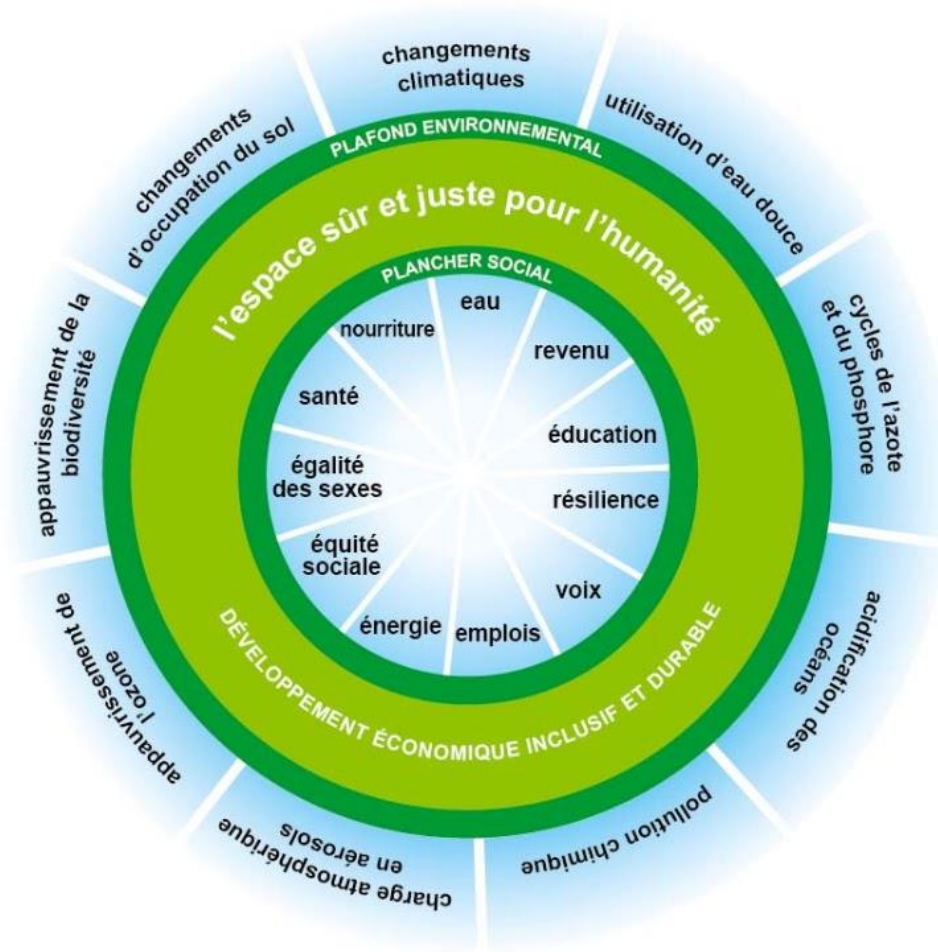 changements
climatiques
utilisation d'eau douce
cycles de l'azote
et du phosphore
acidification des
océans
pollution chimique
charge atmosphérique
en aérosols
appauvrissement de
l'ozone
appauvrissement de la
biodiversité
changements
d'occupation du sol
PLAFOND ENVIRONNEMENTAL
l'espace sûr et juste pour l'humanité
PLANCHER SOCIAL
eau
revenu
éducation
résilience
voix
emplois
énergie
équité
sociale
égalité
des sexes
santé
nourriture
DÉVELOPPEMENT ÉCONOMIQUE INCLUSIF ET DURABLE